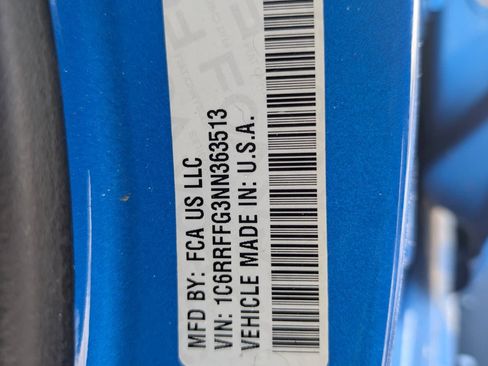 MFD BY: FCA US LLC
VIN: 1C6RRFFG3NN363513
VEHICLE MADE IN: U.S.A.